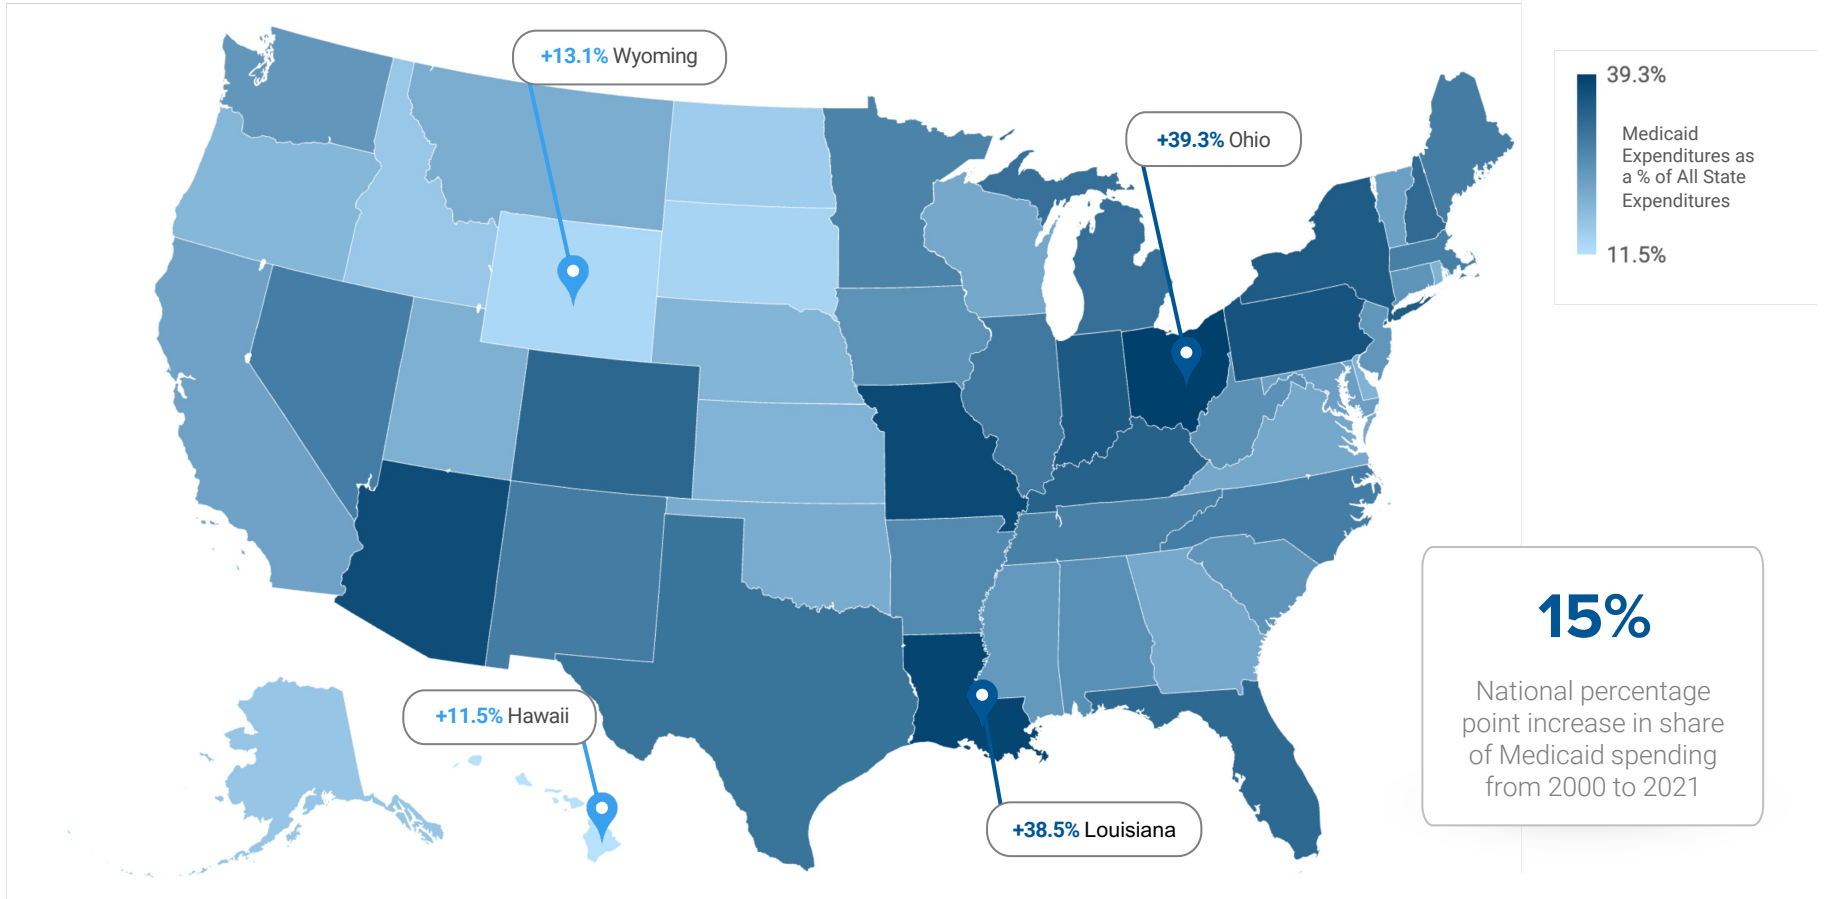 +13.1% Wyoming
+39.3% Ohio
39.3%
Medicaid
Expenditures as
a % of All State
Expenditures
11.5%
+11.5% Hawaii
+38.5% Louisiana
15%
National percentage
point increase in share
of Medicaid spending
from 2000 to 2021